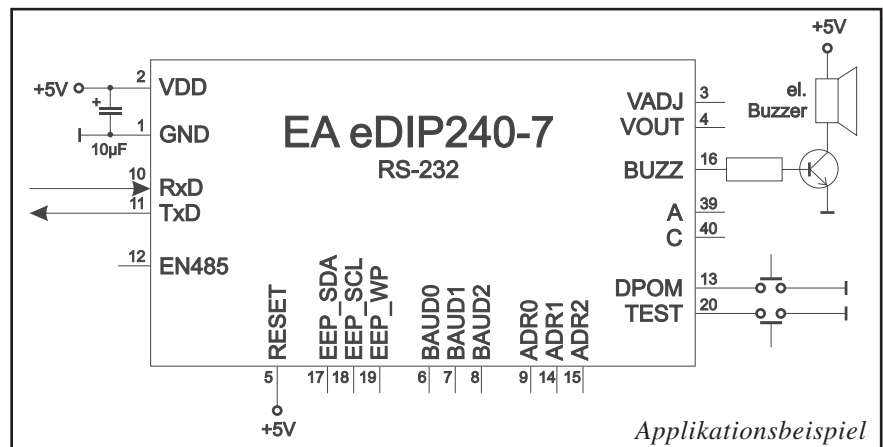 +5V
+5V
2
VDD
+
1
GND
10µF
EA eDIP240-7
RS-232
VADJ
3
VOUT
4
el.
Buzzer
BUZZ
16
10
RxD
11
TxD
A
39
C
40
12
EN485
DPOM
13
TEST
20
RESET
EEP_SDA
EEP_SCL
EEP_WP
BAUD0
BAUD1
BAUD2
ADR0
ADR1
ADR2
5
17
18
19
6
7
8
9
14
15
+5V
Applikationsbeispiel